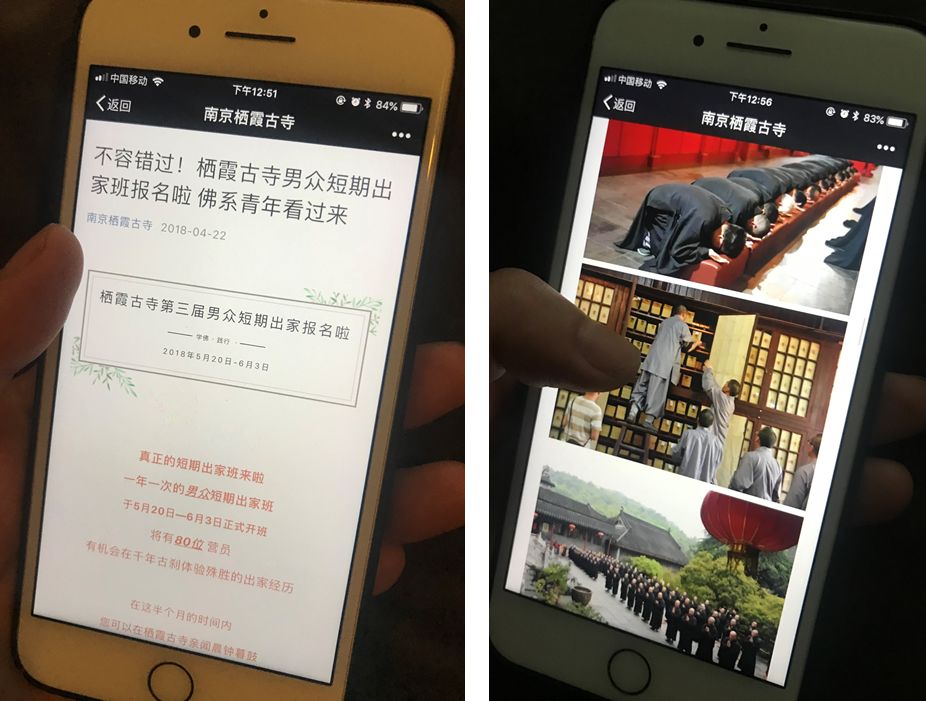 中国移动
下午12:51
84%
返回
南京栖霞古寺
不容错过！栖霞古寺男众短期出
家班报名啦 佛系青年看过来
南京栖霞古寺 2018-04-22
栖霞古寺第三届男众短期出家报名啦
学佛·践行
2018年5月20日-6月3日
真正的短期出家班来啦
一年一次的男众短期出家班
于5月20日—6月3日正式开班
将有80位 营员
有机会在千年古刹体验殊胜的出家经历
在这半个月的时间内
您可以在栖霞古寺亲闻晨钟暮鼓
中国移动
下午12:56
83%
返回
南京栖霞古寺